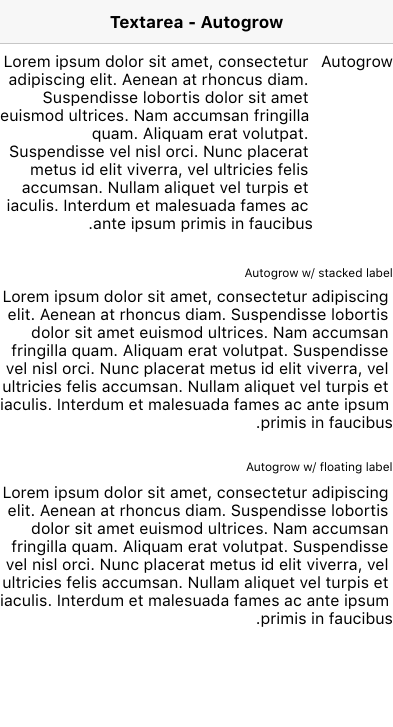 Textarea - Autogrow
Autogrow
Lorem ipsum dolor sit amet, consectetur
adipiscing elit. Aenean at rhoncus diam.
Suspendisse lobortis dolor sit amet
euismod ultrices. Nam accumsan fringilla
quam. Aliquam erat volutpat.
Suspendisse vel nisl orci. Nunc placerat
metus id elit viverra, vel ultricies felis
accumsan. Nullam aliquet vel turpis et
iaculis. Interdum et malesuada fames ac
.ante ipsum primis in faucibus
Autogrow w/ stacked label
Lorem ipsum dolor sit amet, consectetur adipiscing
elit. Aenean at rhoncus diam. Suspendisse lobortis
dolor sit amet euismod ultrices. Nam accumsan
fringilla quam. Aliquam erat volutpat. Suspendisse
vel nisl orci. Nunc placerat metus id elit viverra, vel
ultricies felis accumsan. Nullam aliquet vel turpis et
iaculis. Interdum et malesuada fames ac ante ipsum
.primis in faucibus
Autogrow w/ floating label
Lorem ipsum dolor sit amet, consectetur adipiscing
elit. Aenean at rhoncus diam. Suspendisse lobortis
dolor sit amet euismod ultrices. Nam accumsan
fringilla quam. Aliquam erat volutpat. Suspendisse
vel nisl orci. Nunc placerat metus id elit viverra, vel
ultricies felis accumsan. Nullam aliquet vel turpis et
iaculis. Interdum et malesuada fames ac ante ipsum
.primis in faucibus